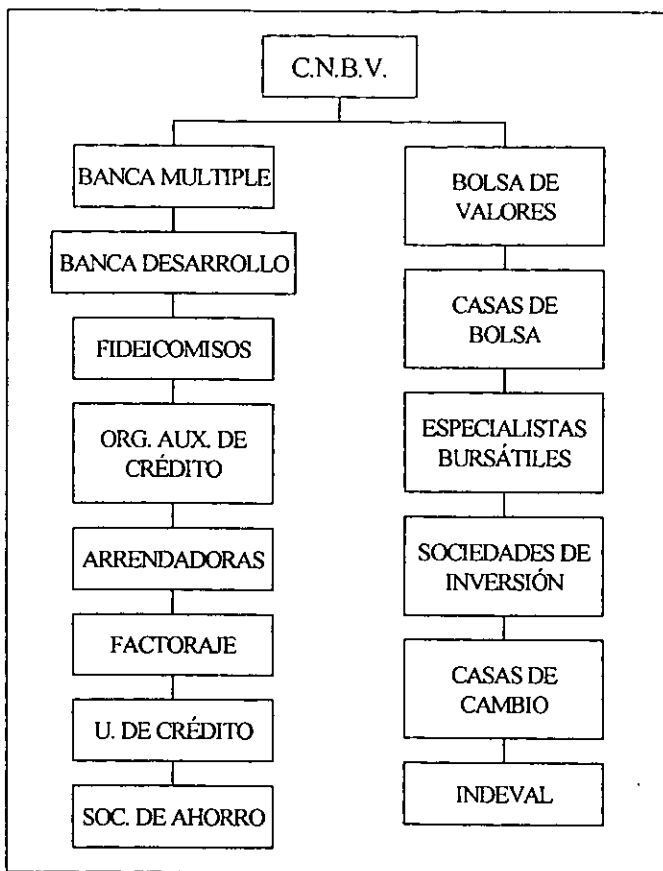 C.N.B.V.
BANCA MULTIPLE
BANCA DESARROLLO
FIDEICOMISOS
ORG. AUX. DE
CRÉDITO
ARRENDADORAS
FACTORAJE
U. DE CRÉDITO
SOC. DE AHORRO
BOLSA DE
VALORES
CASAS DE
BOLSA
ESPECIALISTAS
BURSÁTILES
SOCIEDADES DE
INVERSIÓN
CASAS DE
CAMBIO
INDEVAL